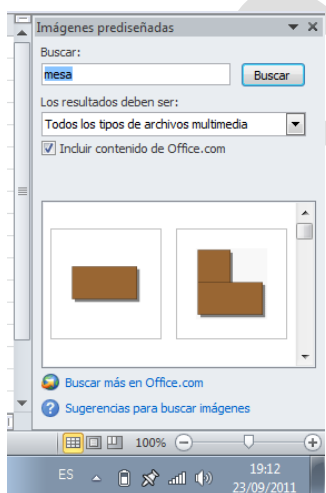 Imágenes prediseñadas
Buscar:
mesa
Buscar
Los resultados deben ser:
Todos los tipos de archivos multimedia
Incluir contenido de Office.com
Buscar más en Office.com
Sugerencias para buscar imágenes
100%
ES
19:12
23/09/2011